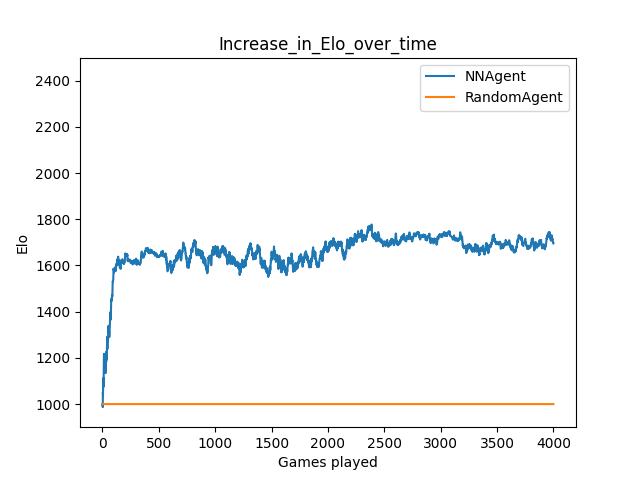 Increase_in_Elo_over_time
NNAgent
RandomAgent
2400
2200
2000
1800
1600
1400
1200
1000
Elo
0 500 1000 1500 2000 2500 3000 3500 4000
Games played